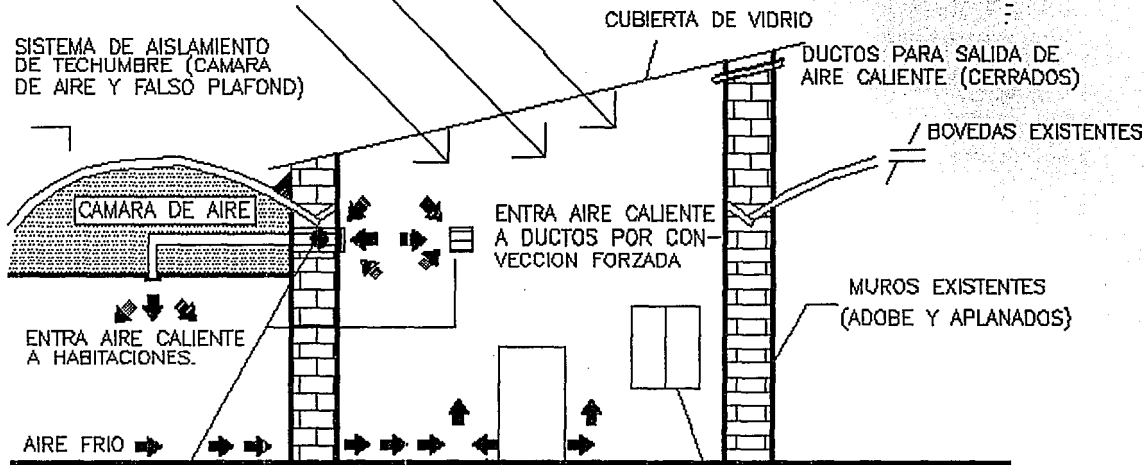 CUBIERTA DE VIDRIO
SISTEMA DE AISLAMIENTO
DE TECHUMBRE (CAMARA
DE AIRE Y FALSO PLAFOND)
DUCTOS PARA SALIDA DE
AIRE CALIENTE (CERRADOS)
BOVEDAS EXISTENTES
CAMARA DE AIRE
ENTRA AIRE CALIENTE
A DUCTOS POR CON-
VECCION FORZADA
MUROS EXISTENTES
(ADOBE Y APLANADOS)
ENTRA AIRE CALIENTE
A HABITACIONES.
AIRE FRIO